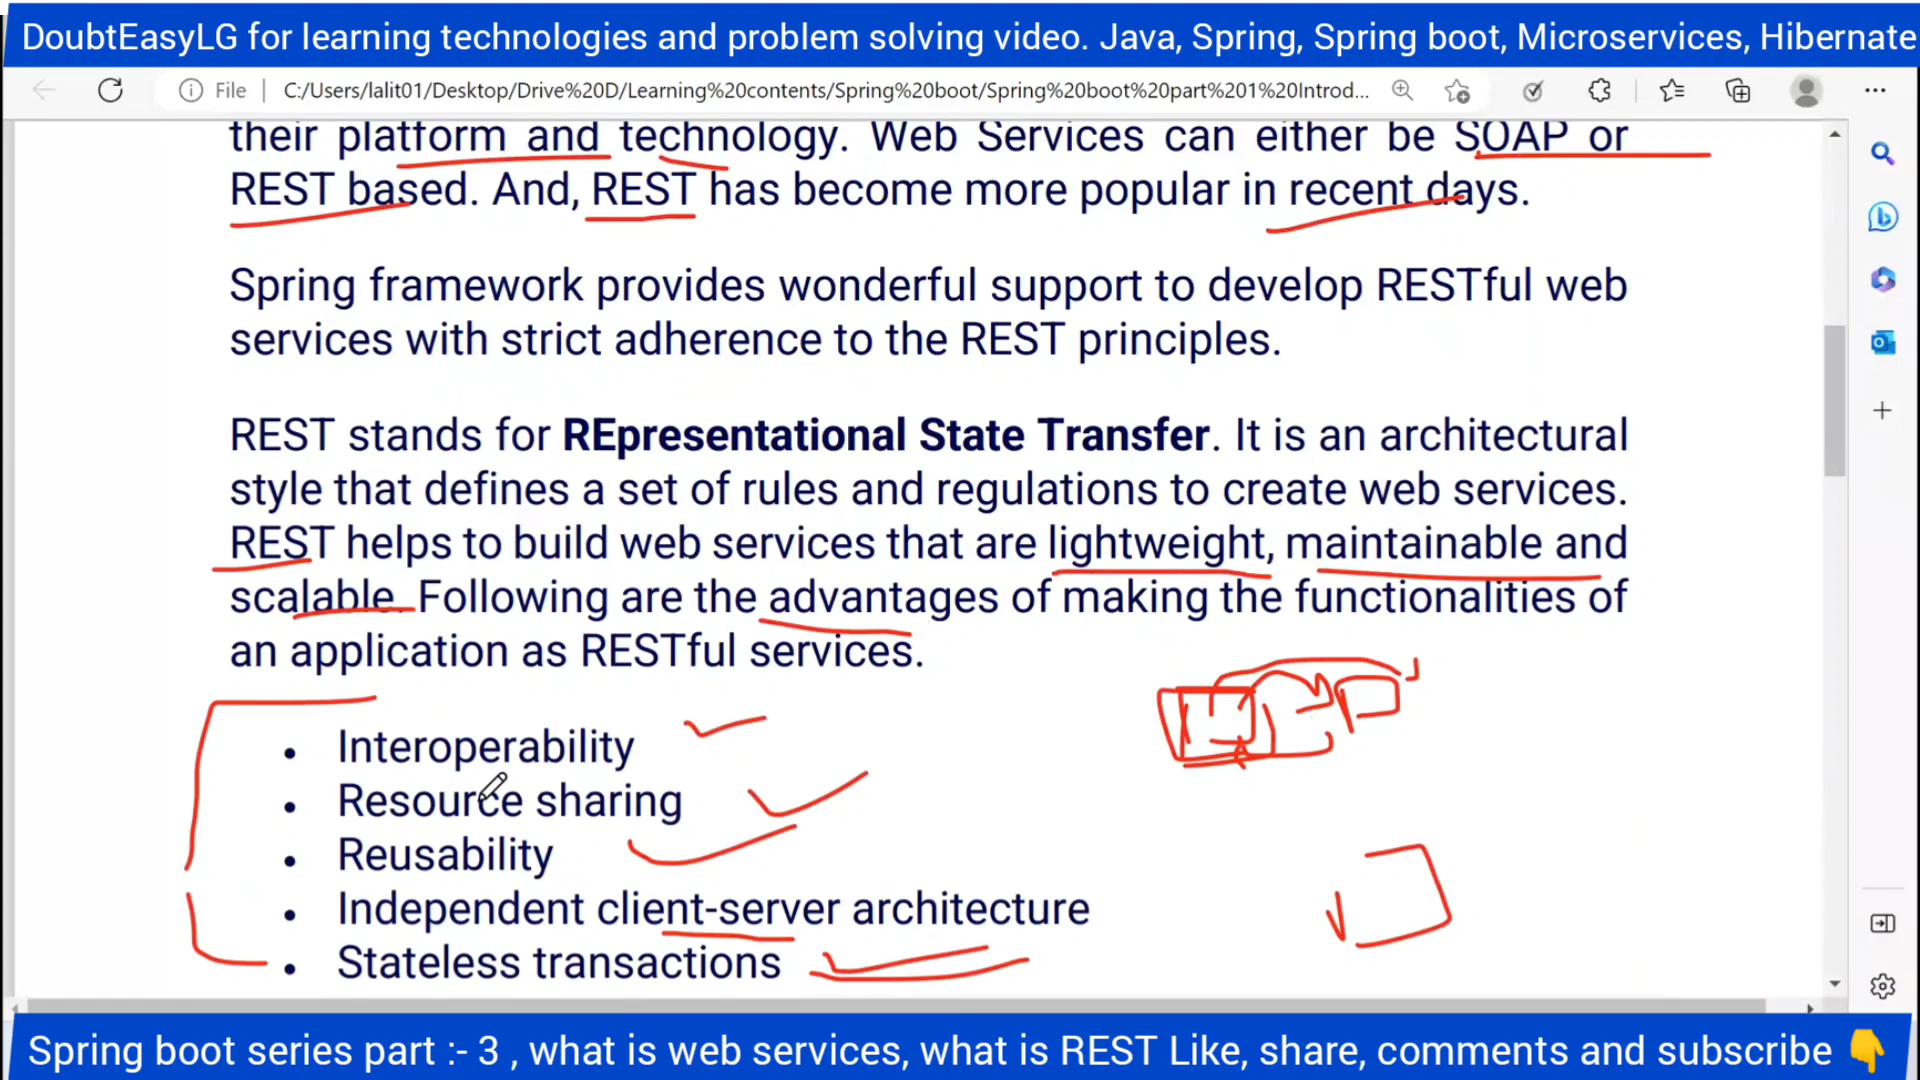 DoubtEasyLG for learning technologies and problem solving video. Java, Spring, Spring boot, Microservices, Hibernate
File | C:/Users/lalit01/Desktop/Drive%20D/Learning%20contents/Spring%20boot/Spring%20boot%20part%201%20Introd...
their platform and technology. Web Services can either be SOAP or
REST based. And, REST has become more popular in recent days.
Spring framework provides wonderful support to develop RESTful web
services with strict adherence to the REST principles.
REST stands for REpresentational State Transfer. It is an architectural
style that defines a set of rules and regulations to create web services.
REST helps to build web services that are lightweight, maintainable and
scalable. Following are the advantages of making the functionalities of
an application as RESTful services.
• Interoperability
• Resource sharing
• Reusability
• Independent client-server architecture
• Stateless transactions
Spring boot series part :- 3 , what is web services, what is REST Like, share, comments and subscribe 👇